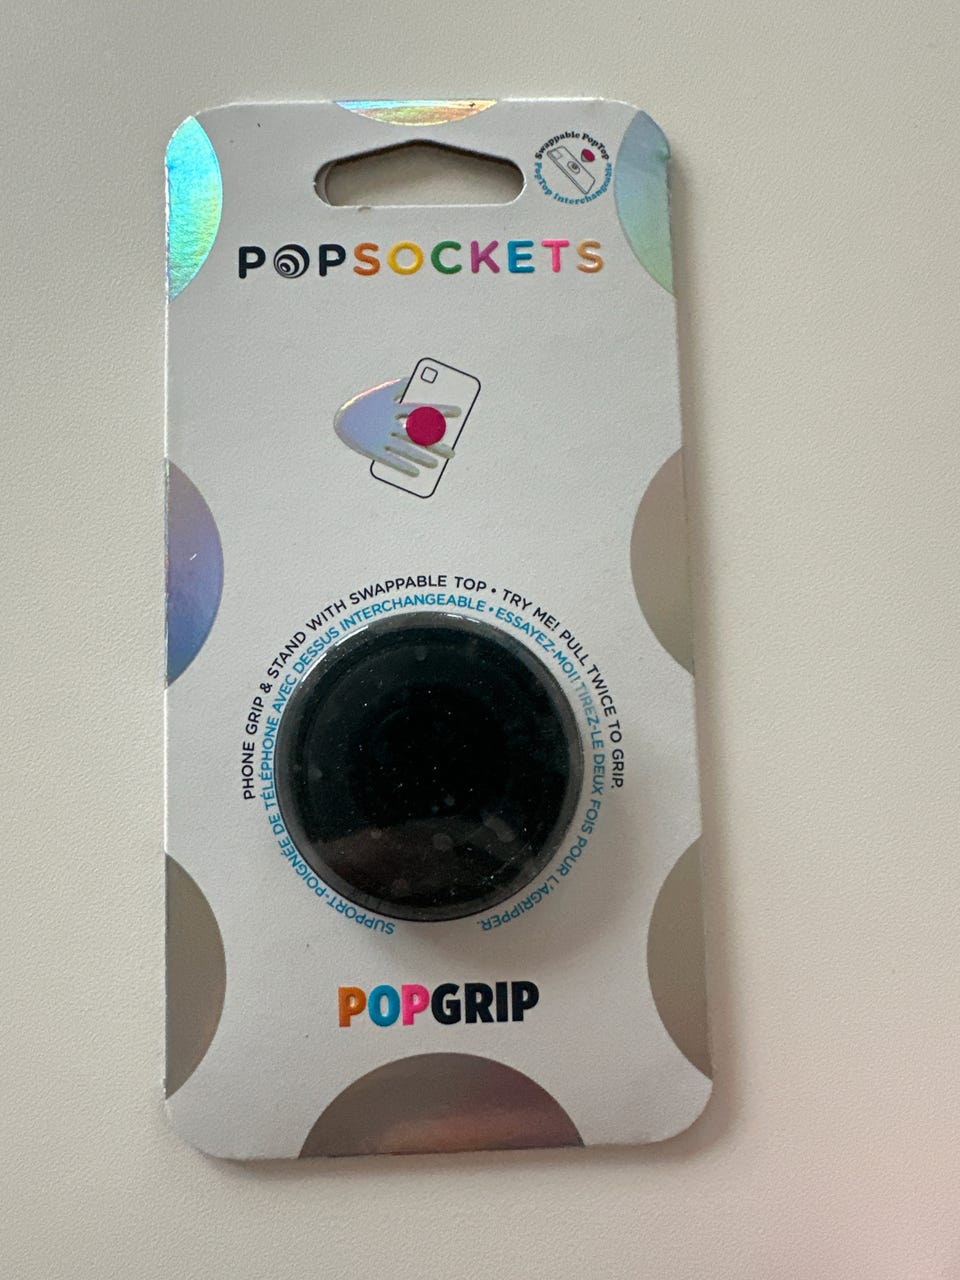 Swappable PopTop
PopTop Interchangeable
POPSOCKETS
PHONE GRIP & STAND WITH SWAPPABLE TOP • TRY ME! PULL TWICE TO GRIP.
SUPPORT-POIGNÉE DE TÉLÉPHONE AVEC DESSUS INTERCHANGEABLE • ESSAYEZ-MOI! TIREZ-LE DEUX FOIS POUR L'AGRIPPER.
POPGRIP